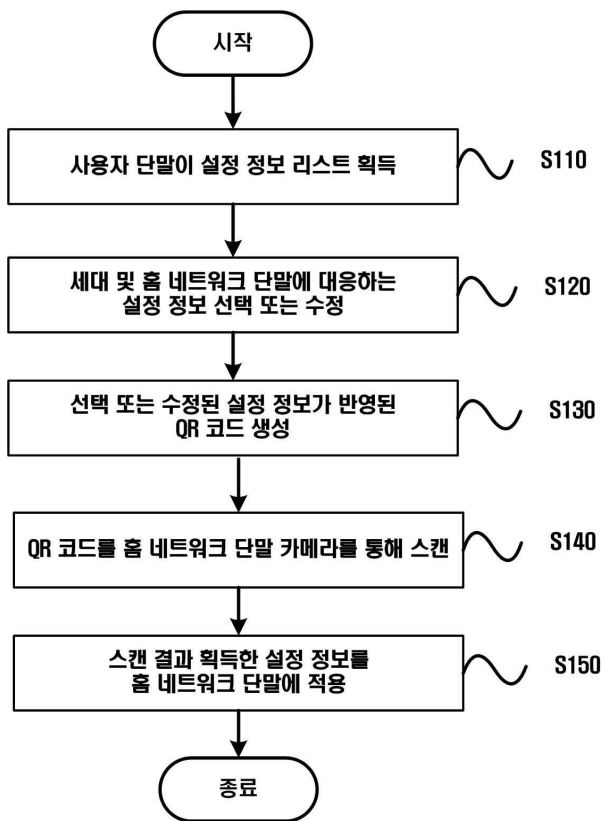 시작
사용자 단말이 설정 정보 리스트 획득
S110
세대 및 홈 네트워크 단말에 대응하는
설정 정보 선택 또는 수정
S120
선택 또는 수정된 설정 정보가 반영된
QR 코드 생성
S130
QR 코드를 홈 네트워크 단말 카메라를 통해 스캔
S140
스캔 결과 획득한 설정 정보를
홈 네트워크 단말에 적용
S150
종료